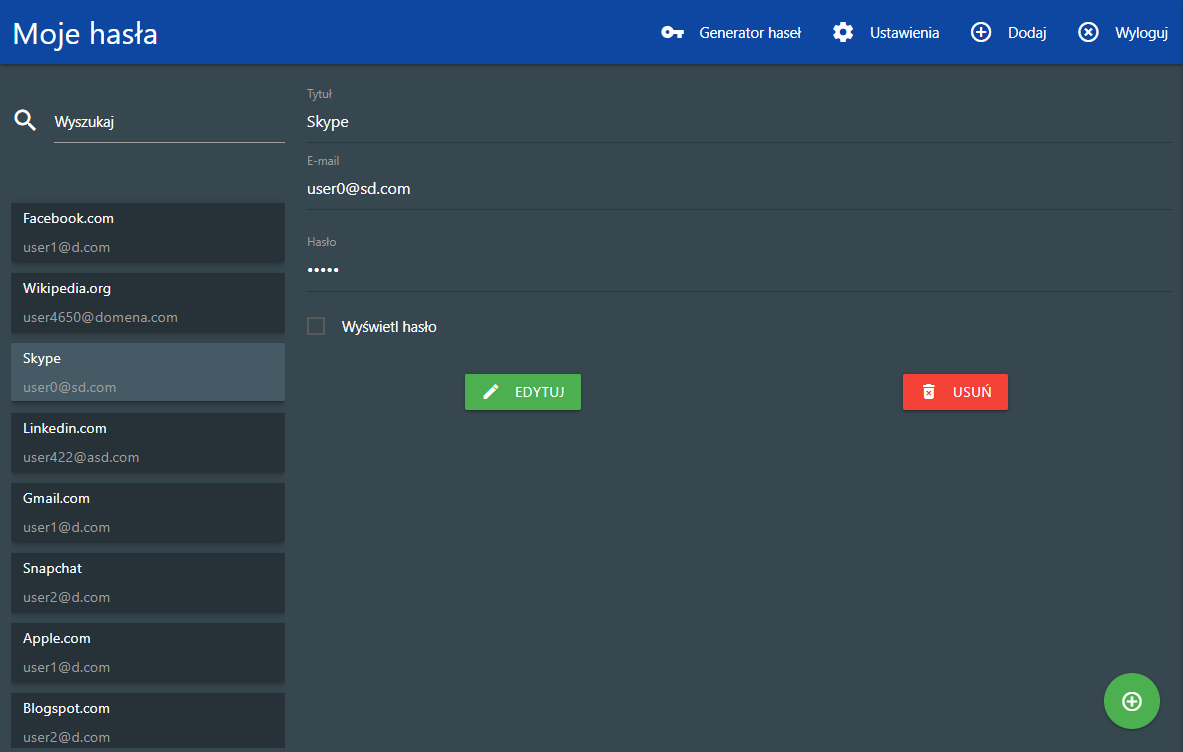 Moje hasła
Generator haseł
Ustawienia
Dodaj
Wyloguj
Wyszukaj
Facebook.com
user1@d.com
Wikipedia.org
user4650@domena.com
Skype
user0@sd.com
Linkedin.com
user422@asd.com
Gmail.com
user1@d.com
Snapchat
user2@d.com
Apple.com
user1@d.com
Blogspot.com
user2@d.com
Tytuł
Skype
E-mail
user0@sd.com
Hasło
•••••
Wyświetl hasło
EDYTUJ
USUŃ